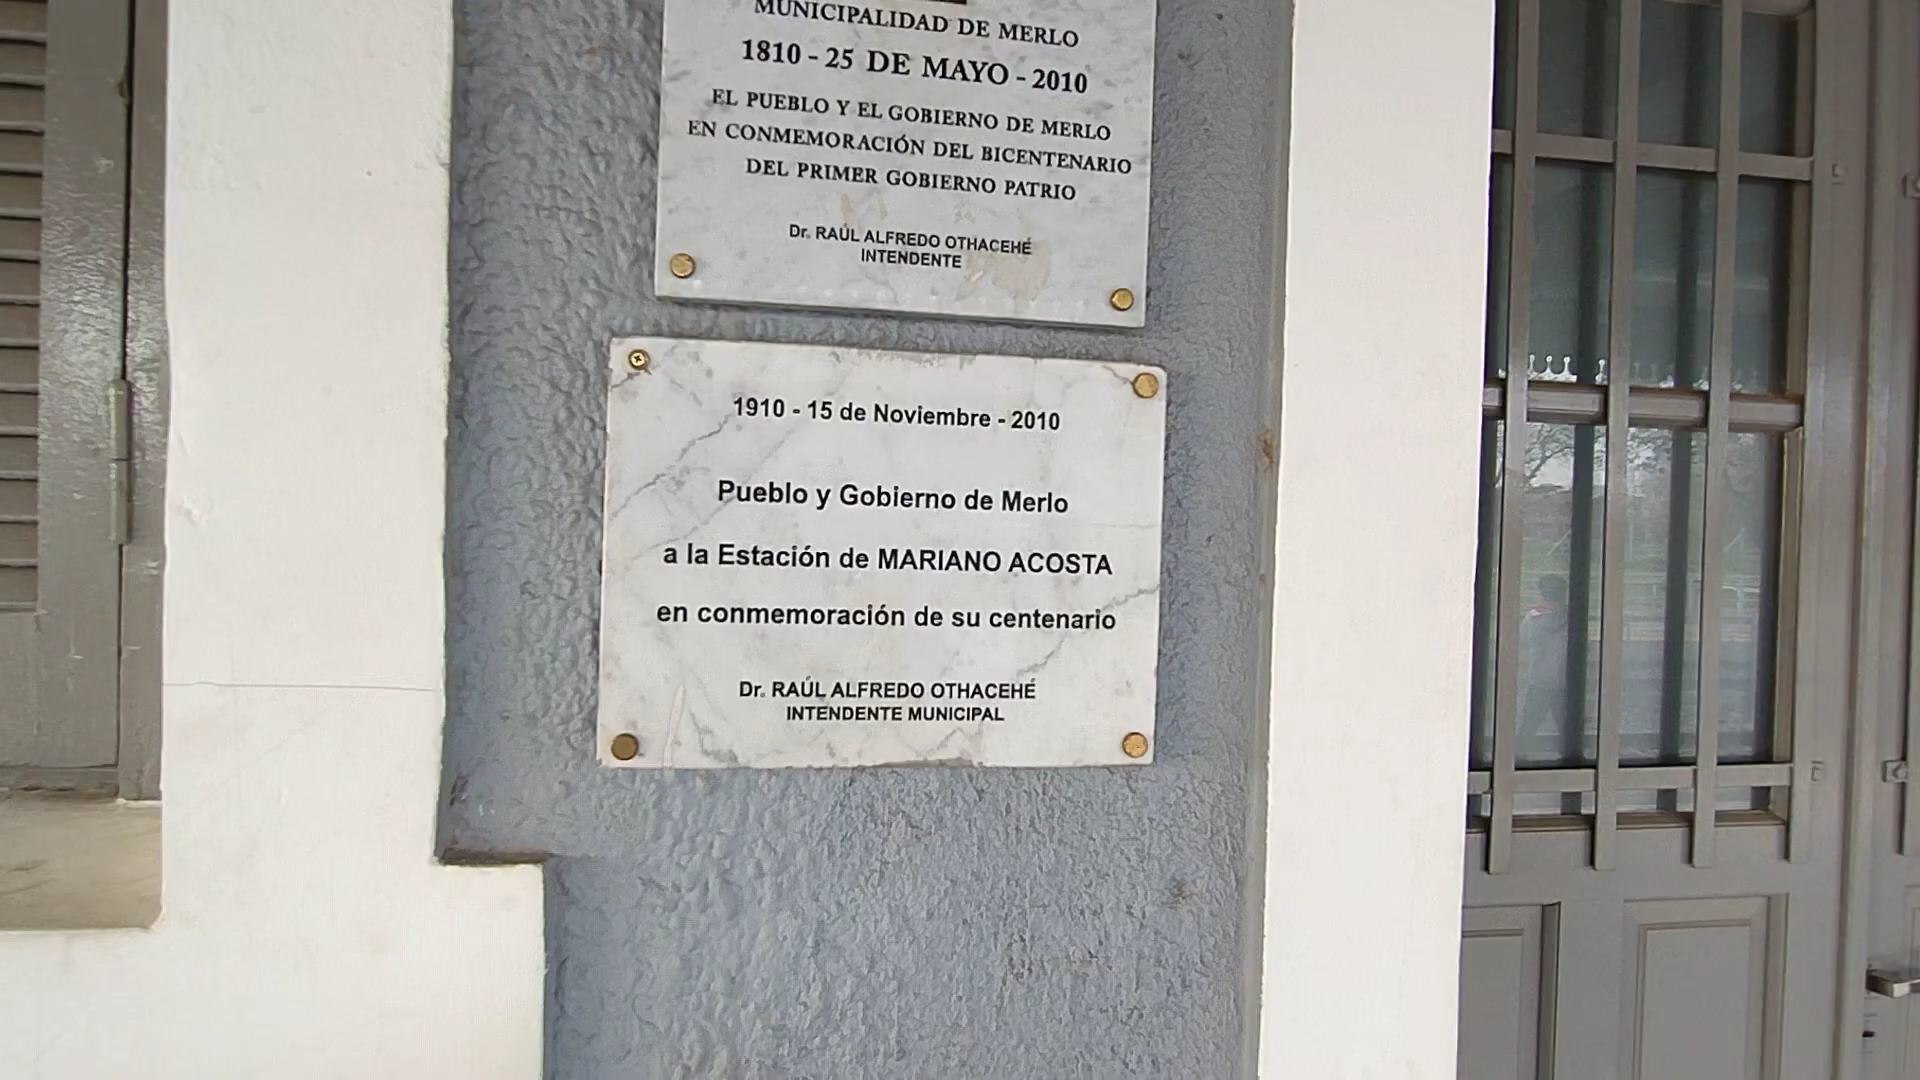 MUNICIPALIDAD DE MERLO
1810 - 25 DE MAYO - 2010
EL PUEBLO Y EL GOBIERNO DE MERLO
EN CONMEMORACIÓN DEL BICENTENARIO
DEL PRIMER GOBIERNO PATRIO
Dr. RAÚL ALFREDO OTHACEHÉ
INTENDENTE
1910 - 15 de Noviembre - 2010
Pueblo y Gobierno de Merlo
a la Estación de MARIANO ACOSTA
en conmemoración de su centenario
Dr. RAÚL ALFREDO OTHACEHÉ
INTENDENTE MUNICIPAL